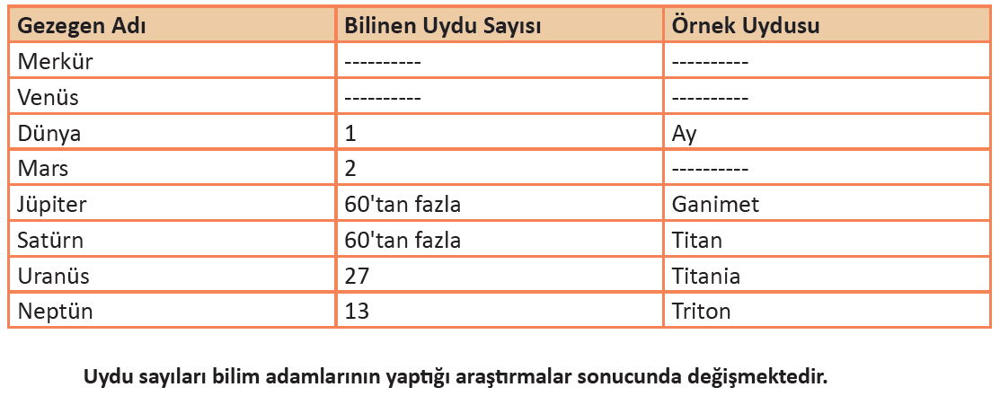 Gezegen Adı Bilinen Uydu Sayısı Örnek Uydusu
Merkür ---------- ----------
Venüs ---------- ----------
Dünya 1 Ay
Mars 2 ----------
Jüpiter 60'tan fazla Ganimet
Satürn 60'tan fazla Titan
Uranüs 27 Titania
Neptün 13 Triton
Uydu sayıları bilim adamlarının yaptığı araştırmalar sonucunda değişmektedir.